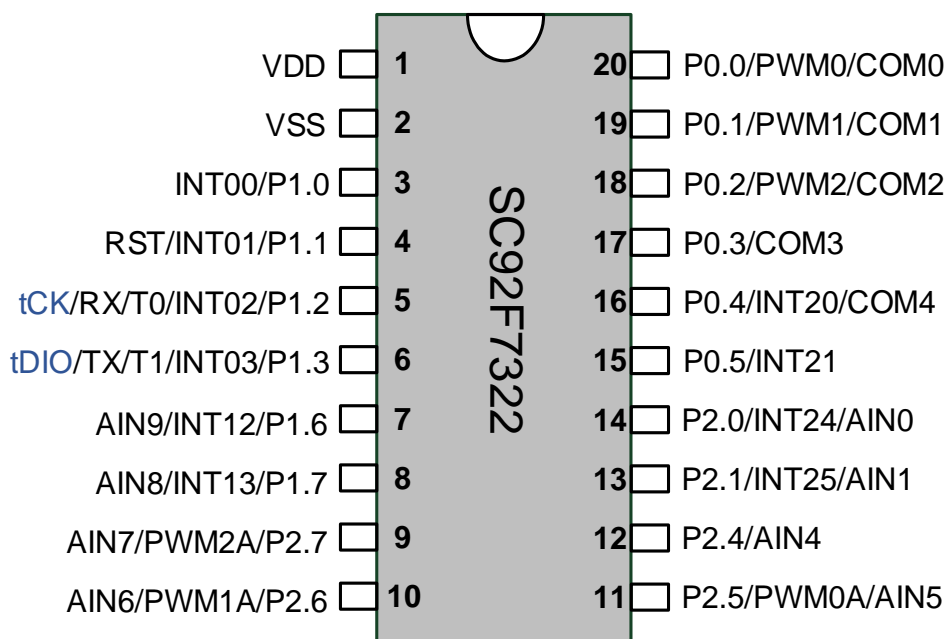 VDD 1 20 P0.0/PWM0/COM0
VSS 2 19 P0.1/PWM1/COM1
INT00/P1.0 3 18 P0.2/PWM2/COM2
RST/INT01/P1.1 4 17 P0.3/COM3
tCK/RX/T0/INT02/P1.2 5 16 P0.4/INT20/COM4
tDIO/TX/T1/INT03/P1.3 6 15 P0.5/INT21
AIN9/INT12/P1.6 7 14 P2.0/INT24/AIN0
AIN8/INT13/P1.7 8 13 P2.1/INT25/AIN1
AIN7/PWM2A/P2.7 9 12 P2.4/AIN4
AIN6/PWM1A/P2.6 10 11 P2.5/PWM0A/AIN5
SC92F7322